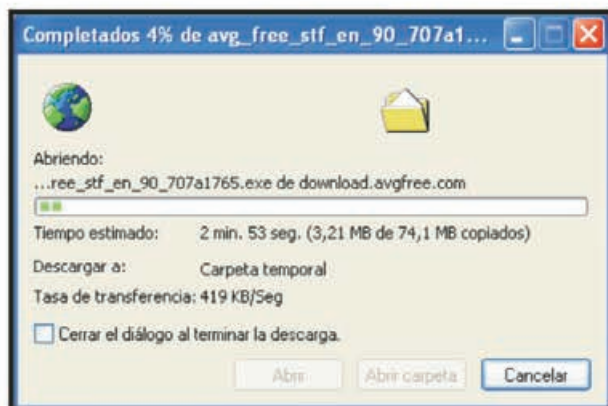 Completados 4% de avg_free_stf_en_90_707a1...
Abriendo:
...ree_stf_en_90_707a1765.exe de download.avgfree.com
Tiempo estimado: 2 min. 53 seg. (3,21 MB de 74,1 MB copiados)
Descargar a: Carpeta temporal
Tasa de transferencia: 419 KB/Seg
Cerrar el diálogo al terminar la descarga.
Abrir Abrir carpeta Cancelar